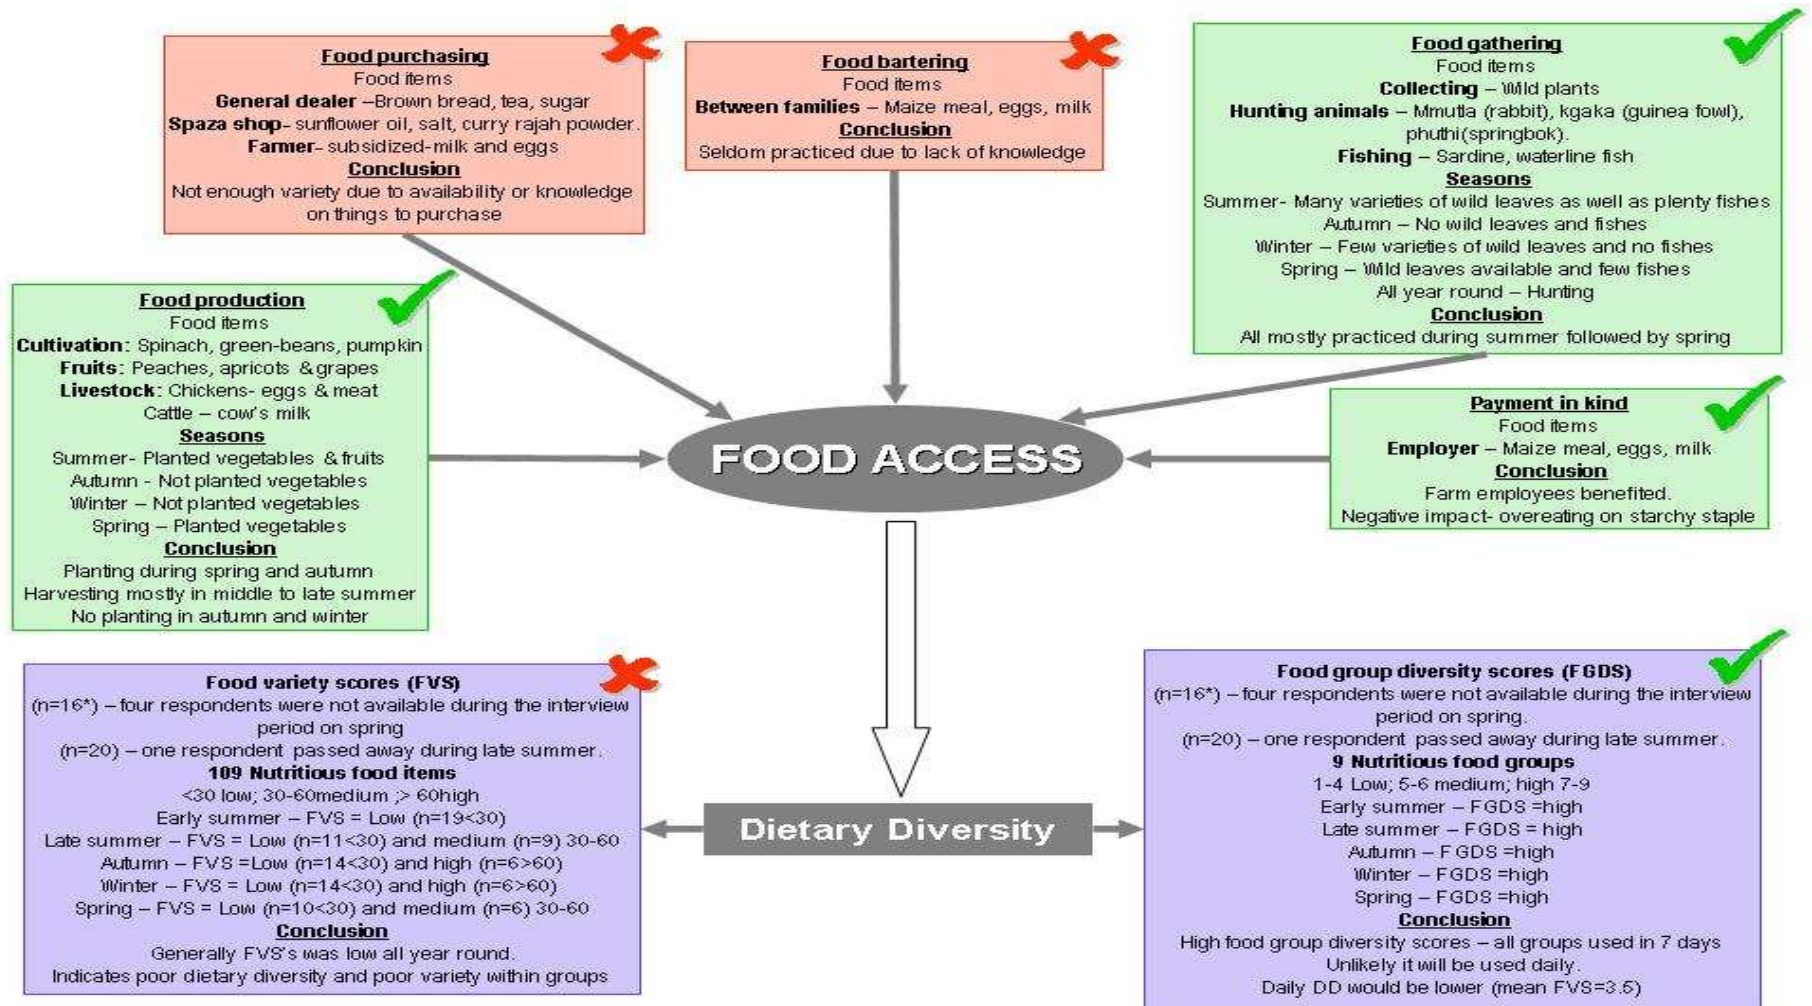 Food purchasing
Food items
General dealer –Brown bread, tea, sugar
Spaza shop– sunflower oil, salt, curry rajah powder.
Farmer– subsidized-milk and eggs
Conclusion
Not enough variety due to availability or knowledge
on things to purchase
Food bartering
Food items
Between families – Maize meal, eggs, milk
Conclusion
Seldom practiced due to lack of knowledge
Food gathering
Food items
Collecting – Wild plants
Hunting animals – Mmutla (rabbit), kgaka (guinea fowl),
phuthi(springbok).
Fishing – Sardine, waterline fish
Seasons
Summer- Many varieties of wild leaves as well as plenty fishes
Autumn – No wild leaves and fishes
Winter – Few varieties of wild leaves and no fishes
Spring – Wild leaves available and few fishes
All year round – Hunting
Conclusion
All mostly practiced during summer followed by spring
Food production
Food items
Cultivation: Spinach, green-beans, pumpkin
Fruits: Peaches, apricots & grapes
Livestock: Chickens- eggs & meat
Cattle – cow's milk
Seasons
Summer- Planted vegetables & fruits
Autumn - Not planted vegetables
Winter – Not planted vegetables
Spring – Planted vegetables
Conclusion
Planting during spring and autumn
Harvesting mostly in middle to late summer
No planting in autumn and winter
FOOD ACCESS
Payment in kind
Food items
Employer – Maize meal, eggs, milk
Conclusion
Farm employees benefited.
Negative impact- overeating on starchy staple
Food variety scores (FVS)
(n=16*) – four respondents were not available during the interview
period on spring
(n=20) – one respondent passed away during late summer.
109 Nutritious food items
<30 low; 30-60medium ;> 60high
Early summer – FVS = Low (n=19<30)
Late summer – FVS = Low (n=11<30) and medium (n=9) 30-60
Autumn – FVS =Low (n=14<30) and high (n=6>60)
Winter – FVS = Low (n=14<30) and high (n=6>60)
Spring – FVS = Low (n=10<30) and medium (n=6) 30-60
Conclusion
Generally FVS's was low all year round.
Indicates poor dietary diversity and poor variety within groups
Dietary Diversity
Food group diversity scores (FGDS)
(n=16*) – four respondents were not available during the interview
period on spring.
(n=20) – one respondent passed away during late summer.
9 Nutritious food groups
1-4 Low; 5-6 medium; high 7-9
Early summer – FGDS =high
Late summer – FGDS = high
Autumn – FGDS =high
Winter – FGDS =high
Spring – FGDS =high
Conclusion
High food group diversity scores – all groups used in 7 days
Unlikely it will be used daily.
Daily DD would be lower (mean FVS=3.5)